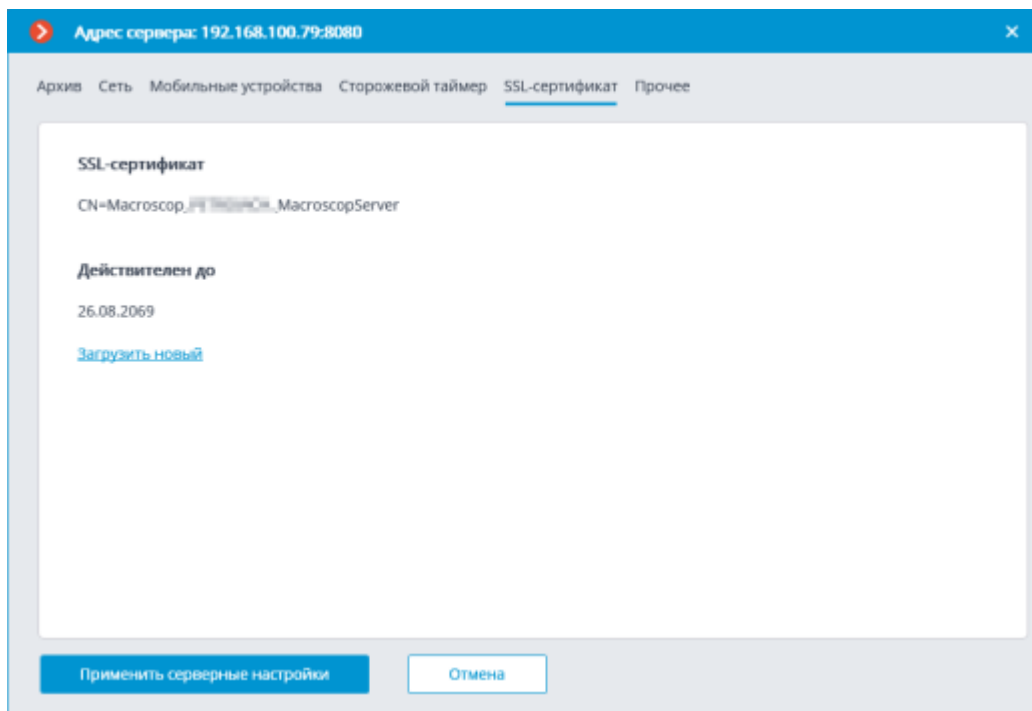 Адрес сервера: 192.168.100.79:8080
Архив Сеть Мобильные устройства Сторожевой таймер SSL-сертификат Прочее
SSL-сертификат
CN=Macroscop_ _MacroscopServer
Действителен до
26.08.2069
Загрузить новый
Применить серверные настройки Отмена